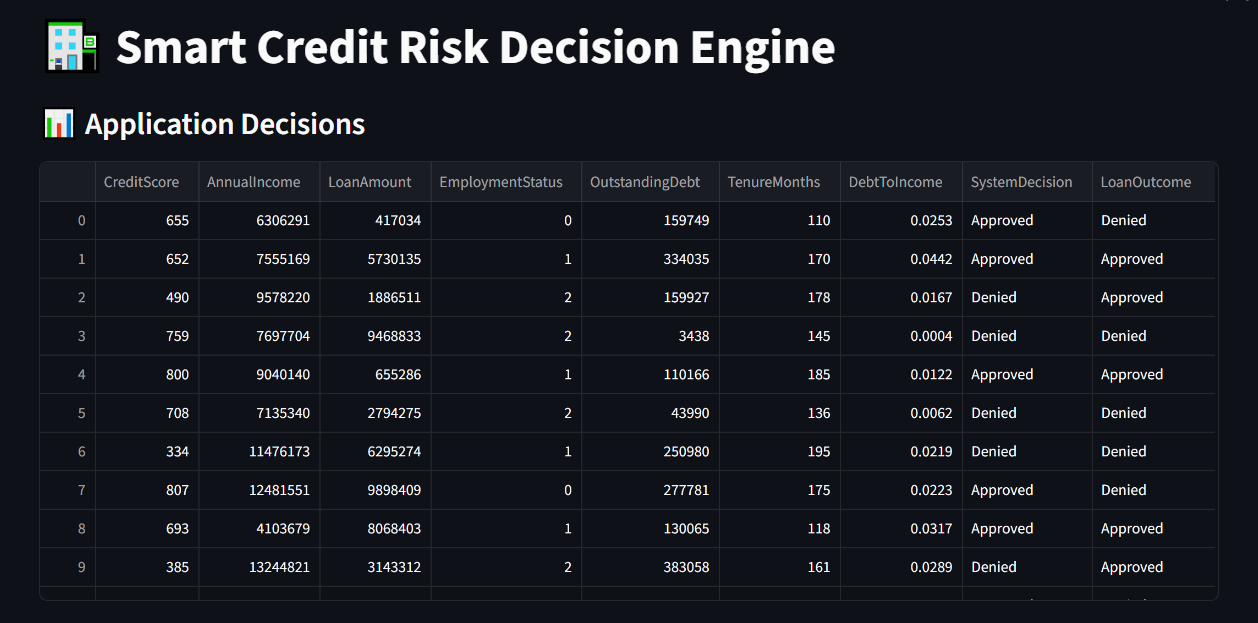 Smart Credit Risk Decision Engine
Application Decisions
CreditScore AnnualIncome LoanAmount EmploymentStatus OutstandingDebt TenureMonths DebtToIncome SystemDecision LoanOutcome
0 655 6306291 417034 0 159749 110 0.0253 Approved Denied
1 652 7555169 5730135 1 334035 170 0.0442 Approved Approved
2 490 9578220 1886511 2 159927 178 0.0167 Denied Approved
3 759 7697704 9468833 2 3438 145 0.0004 Denied Denied
4 800 9040140 655286 1 110166 185 0.0122 Approved Approved
5 708 7135340 2794275 2 43990 136 0.0062 Denied Denied
6 334 11476173 6295274 1 250980 195 0.0219 Denied Denied
7 807 12481551 9898409 0 277781 175 0.0223 Approved Denied
8 693 4103679 8068403 1 130065 118 0.0317 Approved Approved
9 385 13244821 3143312 2 383058 161 0.0289 Denied Approved